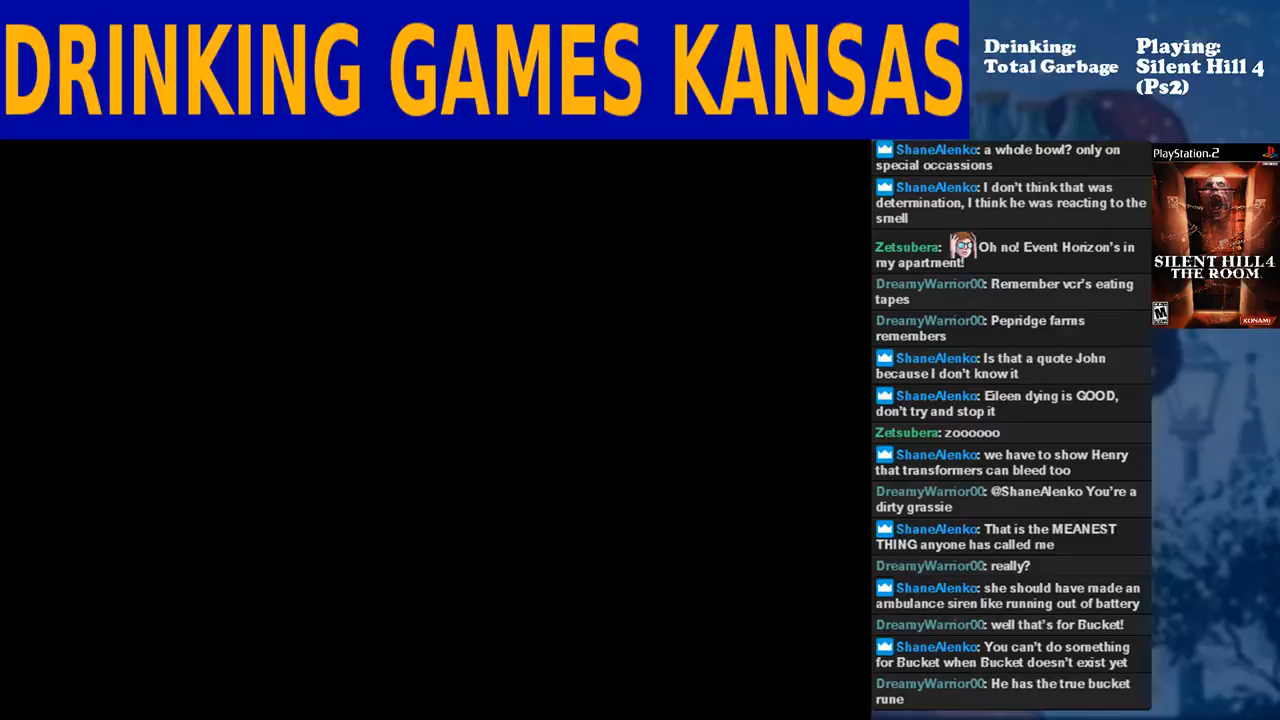 DRINKING GAMES KANSAS
Drinking:
Total Garbage
Playing:
Silent Hill 4
(Ps2)
ShaneAlenko: a whole bowl? only on
special occassions
ShaneAlenko: I don't think that was
determination, I think he was reacting to the
smell
Zetsubera: Oh no! Event Horizon's in
my apartment!
DreamyWarrior00: Remember vcr's eating
tapes
DreamyWarrior00: Pepridge farms
remembers
ShaneAlenko: Is that a quote John
because I don't know it
ShaneAlenko: Eileen dying is GOOD,
don't try and stop it
Zetsubera: zoooooo
ShaneAlenko: we have to show Henry
that transformers can bleed too
DreamyWarrior00: @ShaneAlenko You're a
dirty grassie
ShaneAlenko: That is the MEANEST
THING anyone has called me
DreamyWarrior00: really?
ShaneAlenko: she should have made an
ambulance siren like running out of battery
DreamyWarrior00: well that's for Bucket!
ShaneAlenko: You can't do something
for Bucket when Bucket doesn't exist yet
DreamyWarrior00: He has the true bucket
rune
PlayStation.2
SILENT HILL 4
THE ROOM
M
KONAMI